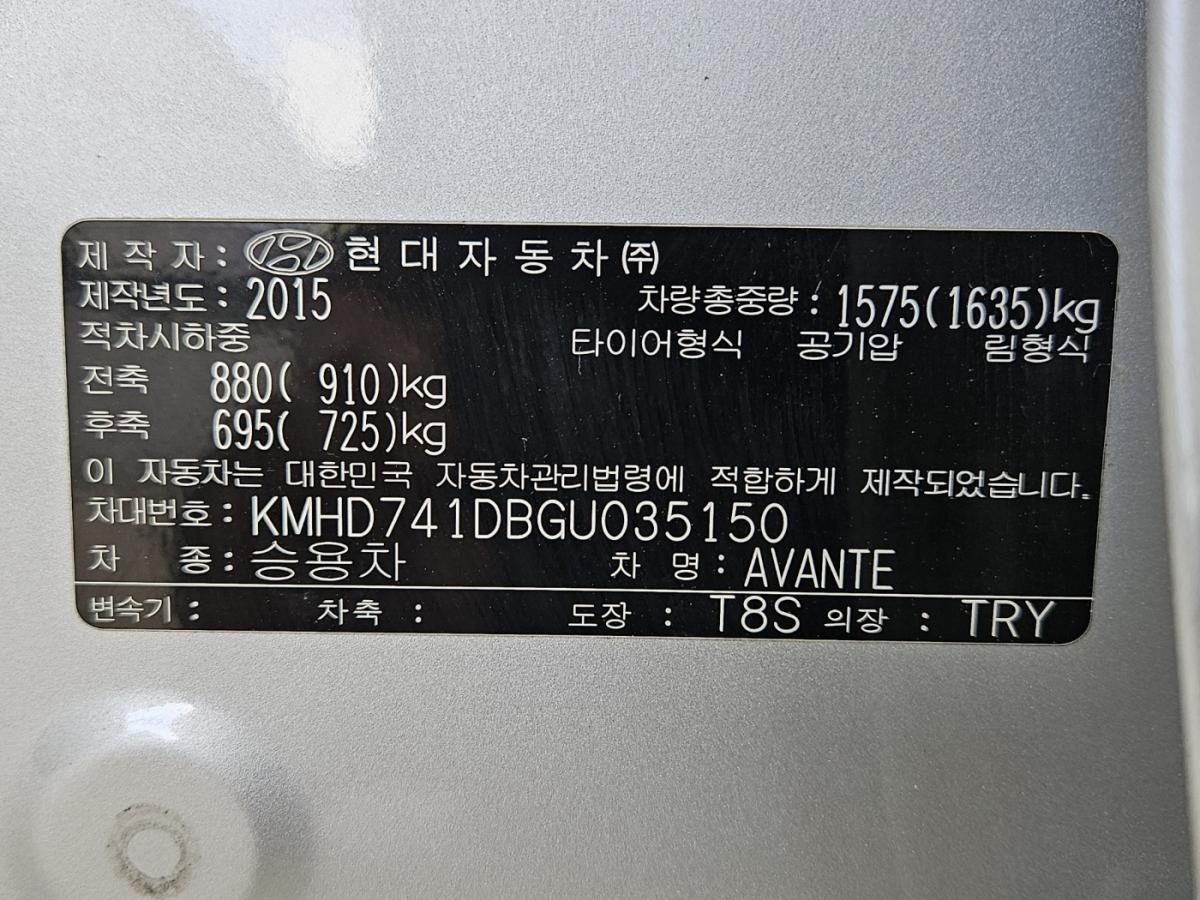 제 작 자 : 현 대 자 동 차 ㈜
제작년도 : 2015 차량총중량 : 1575(1635)kg
적차시하중 타이어형식 공기압 림형식
전축 880( 910)kg
후축 695( 725)kg
이 자동차는 대한민국 자동차관리법령에 적합하게 제작되었습니다.
차대번호 : KMHD741DBGU035150
차 종 : 승용차 차 명 : AVANTE
변속기 : 차축 : 도장 : T8S 의장 : TRY